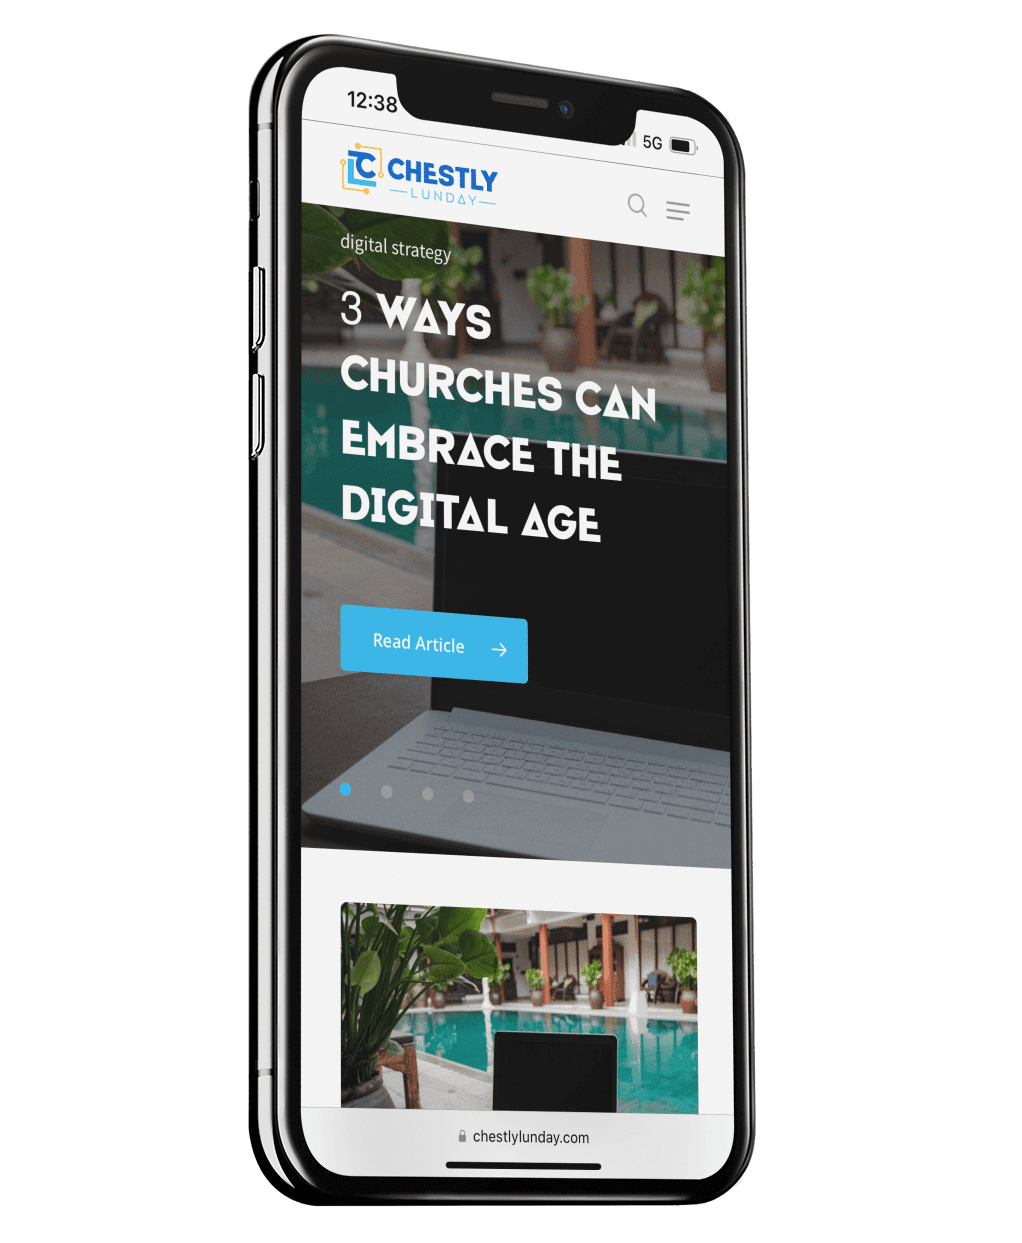 12:38
5G
CHESTLY
LUNDAY
digital strategy
3 WAYS
CHURCHES CAN
EMBRACE THE
DIGITAL AGE
Read Article
chestlylunday.com